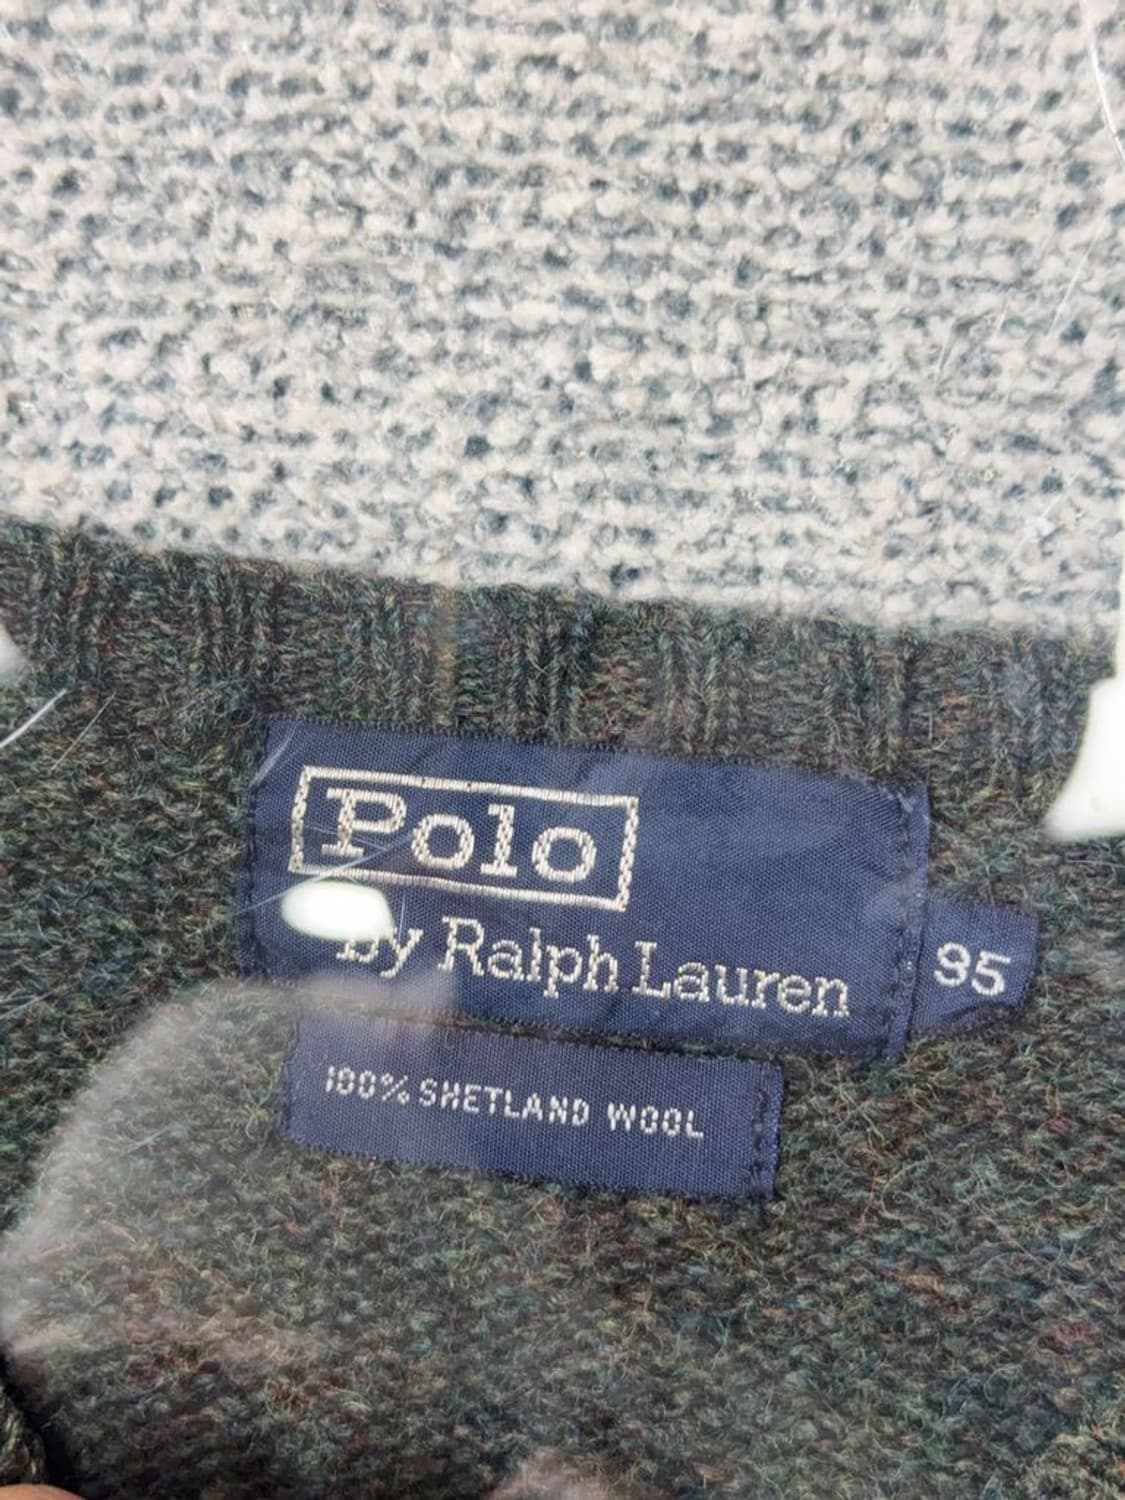 Polo
by Ralph Lauren
95
100% SHETLAND WOOL